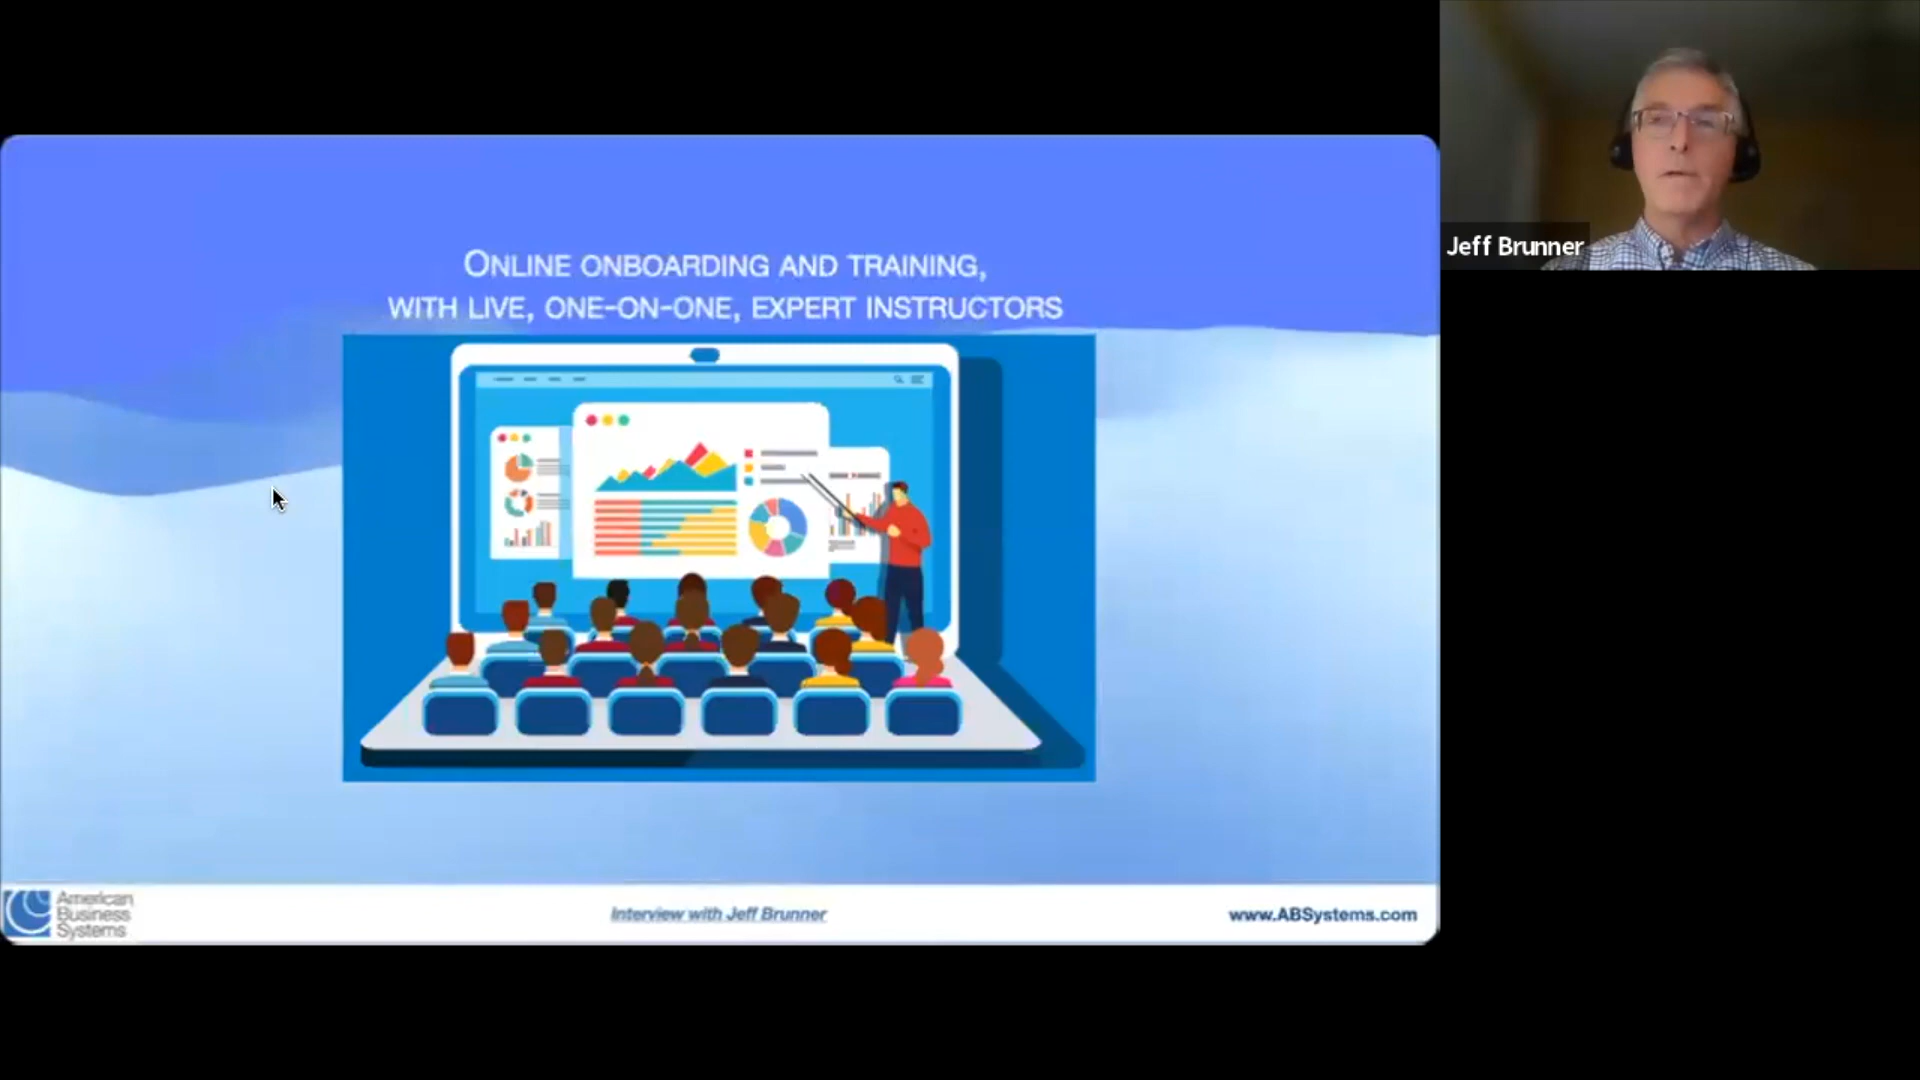 Online onboarding and training,
with live, one-on-one, expert instructors
Jeff Brunner
American
Business
Systems
Interview with Jeff Brunner
www.ABSystems.com